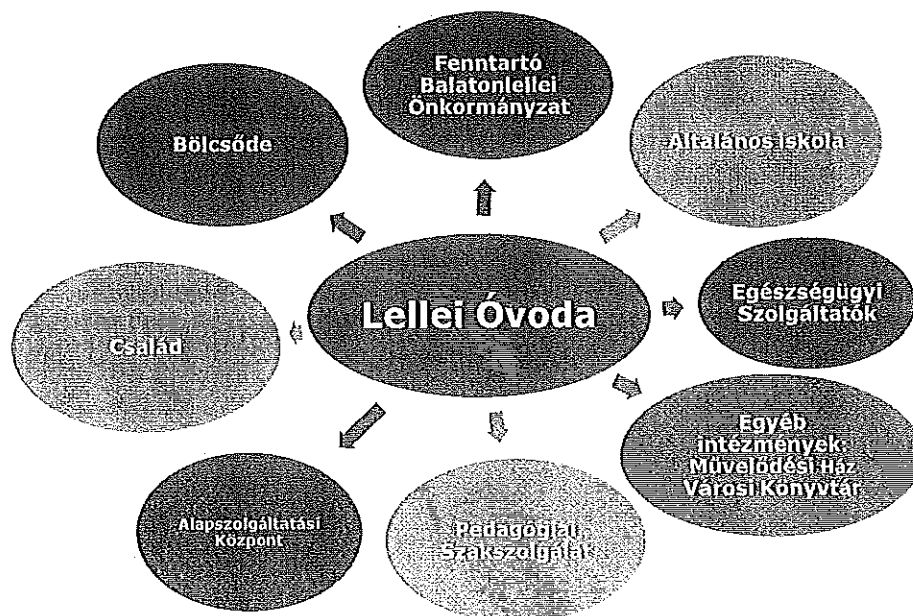 Fenntartó
Balatonlellei
Önkormányzat
Általános iskola
Egészségügyi
Szolgáltatók
Egyéb
intézmények
Művelődési Ház
Városi Könyvtár
Pedagógiai
Szakszolgálat
Alapszolgáltatási
Központ
Család
Bölcsőde
Lellei Óvoda